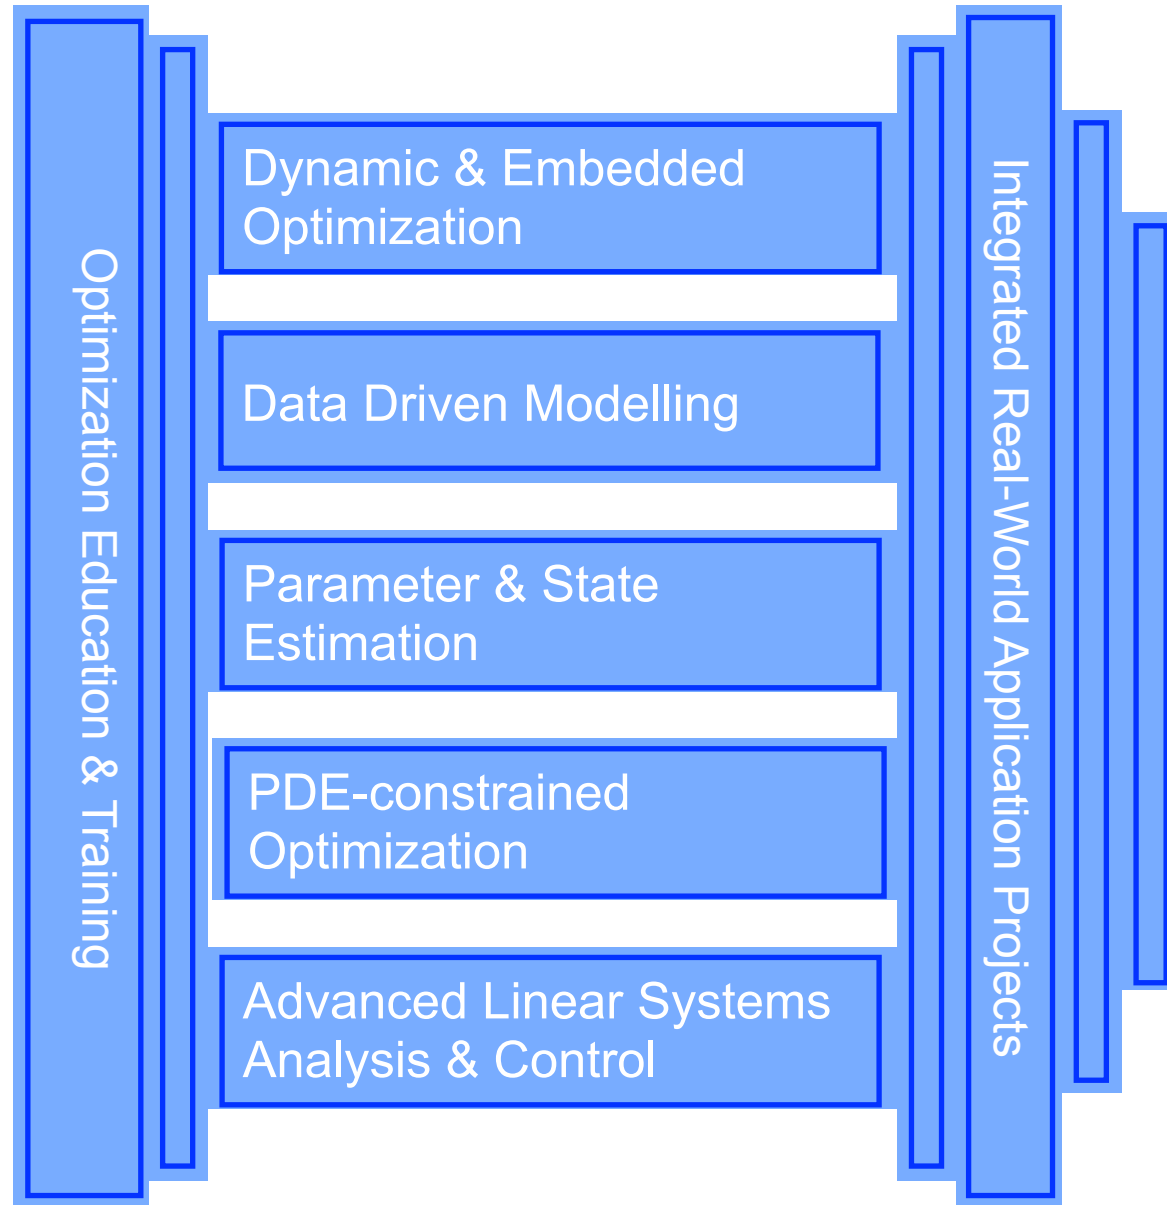 Optimization Education & Training
Dynamic & Embedded
Optimization
Data Driven Modelling
Parameter & State
Estimation
PDE-constrained
Optimization
Advanced Linear Systems
Analysis & Control
Integrated Real-World Application Projects